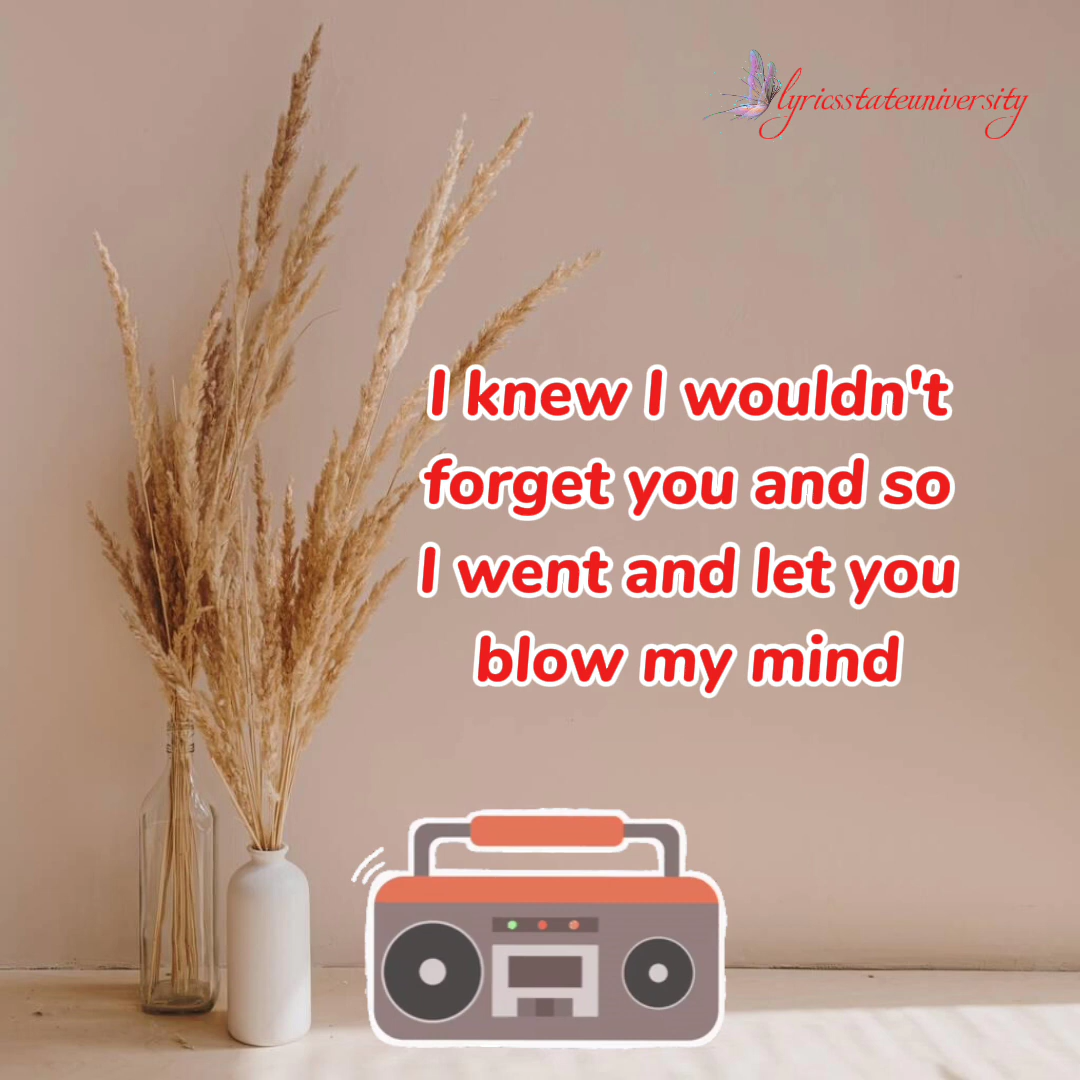 lyricsstateuniversity
I knew I wouldn't
forget you and so
I went and let you
blow my mind